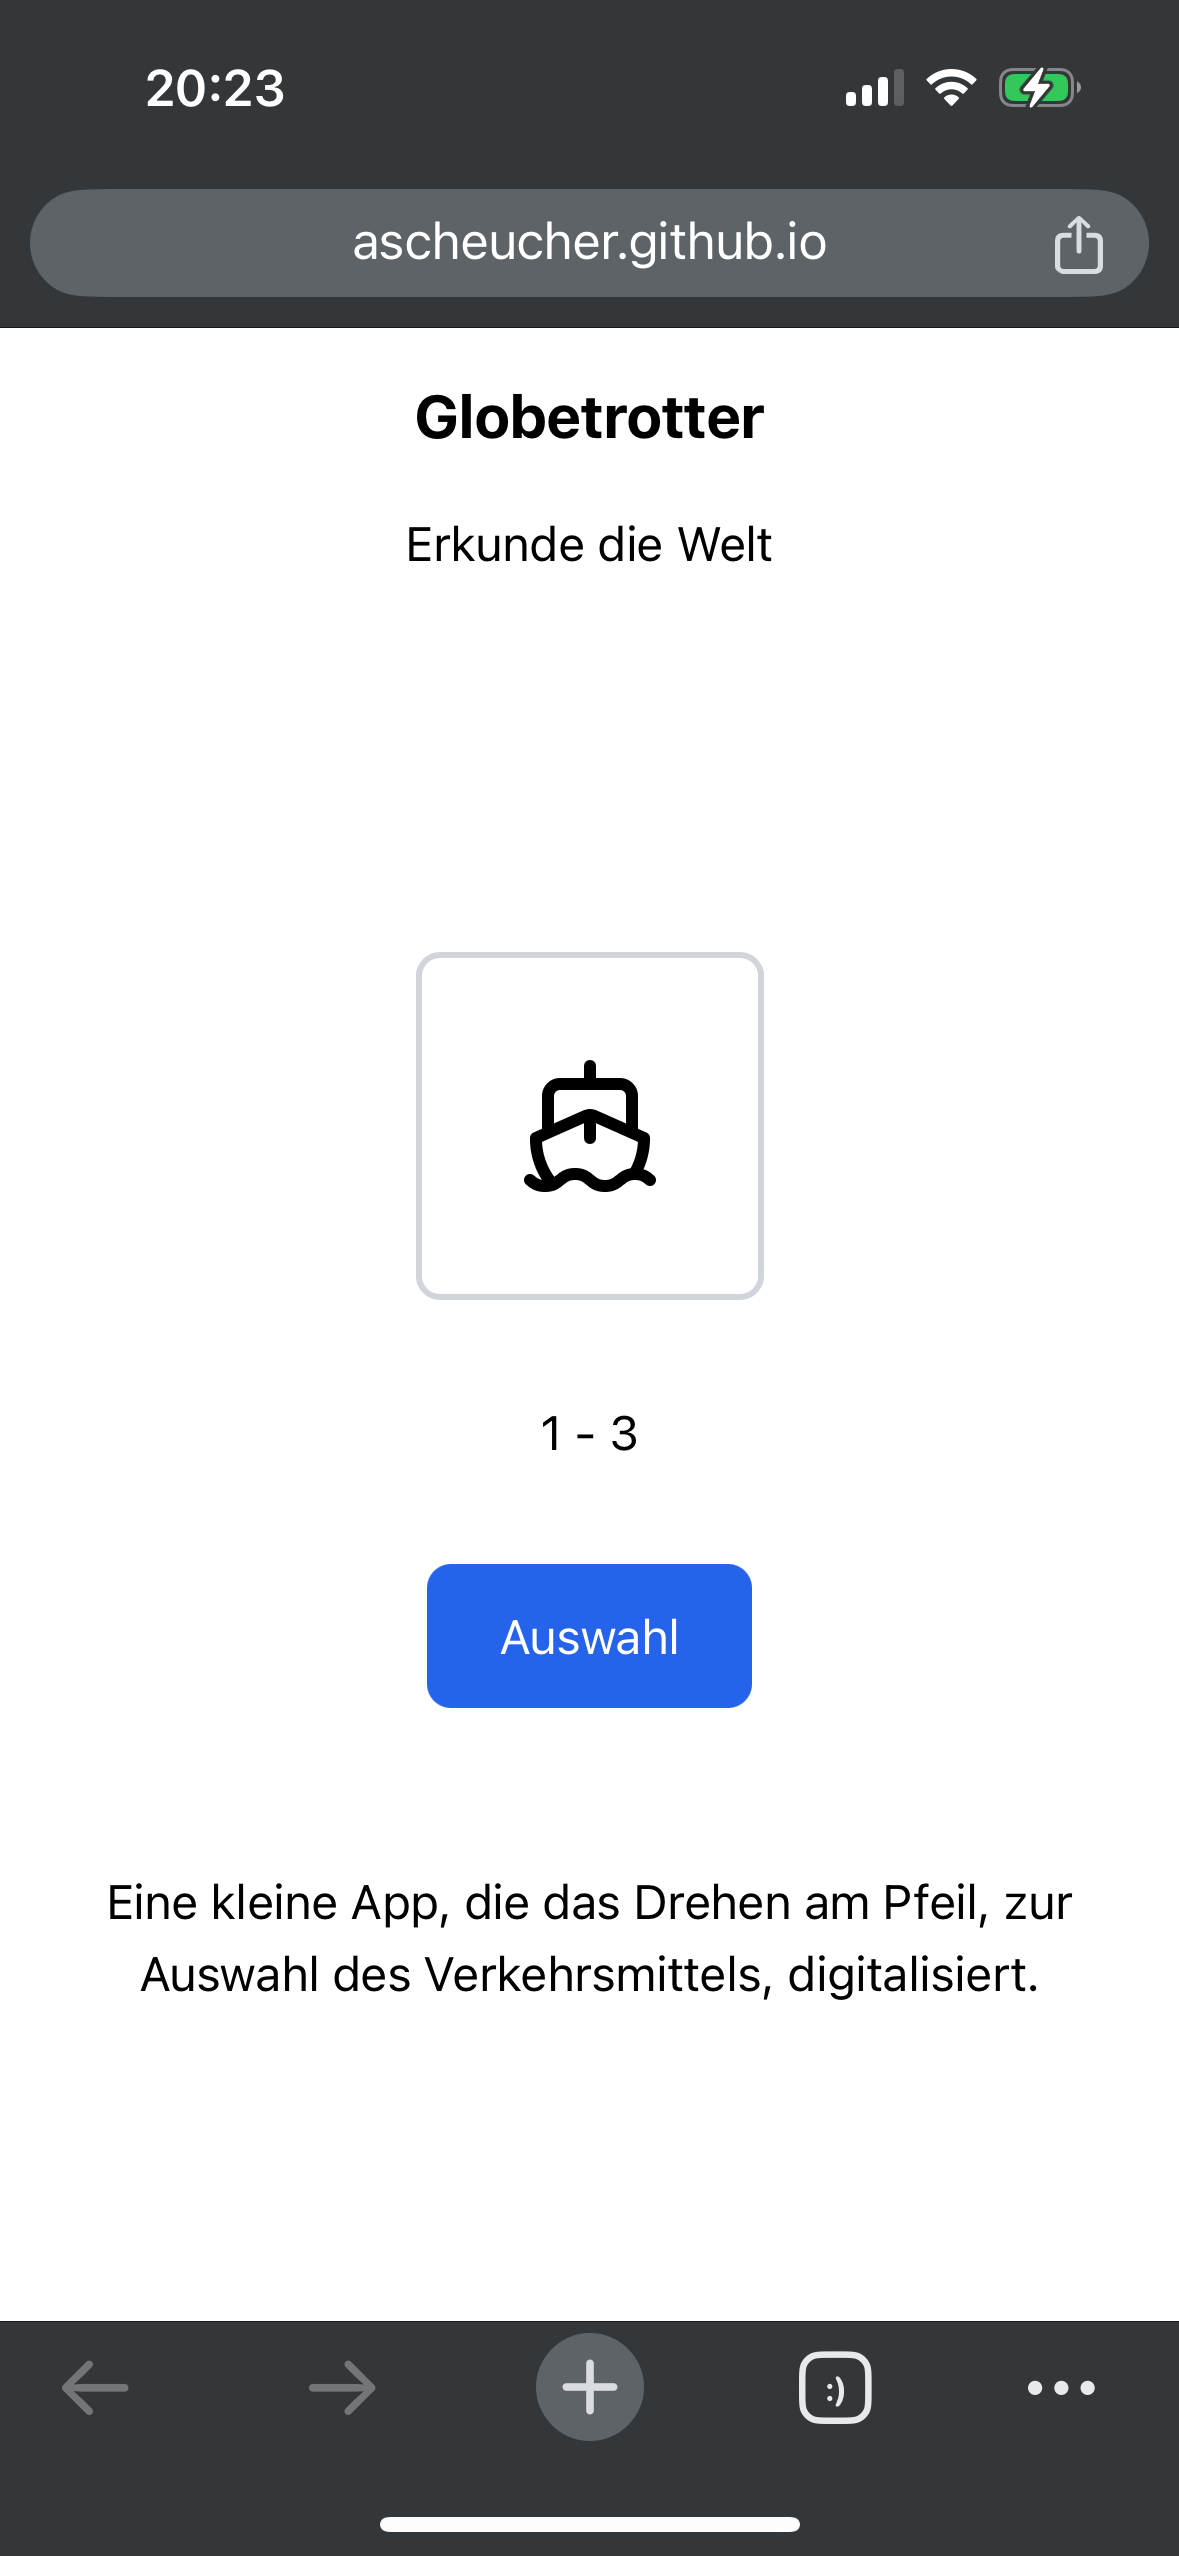 20:23
ascheucher.github.io
Globetrotter
Erkunde die Welt
1 - 3
Auswahl
Eine kleine App, die das Drehen am Pfeil, zur
Auswahl des Verkehrsmittels, digitalisiert.
:)